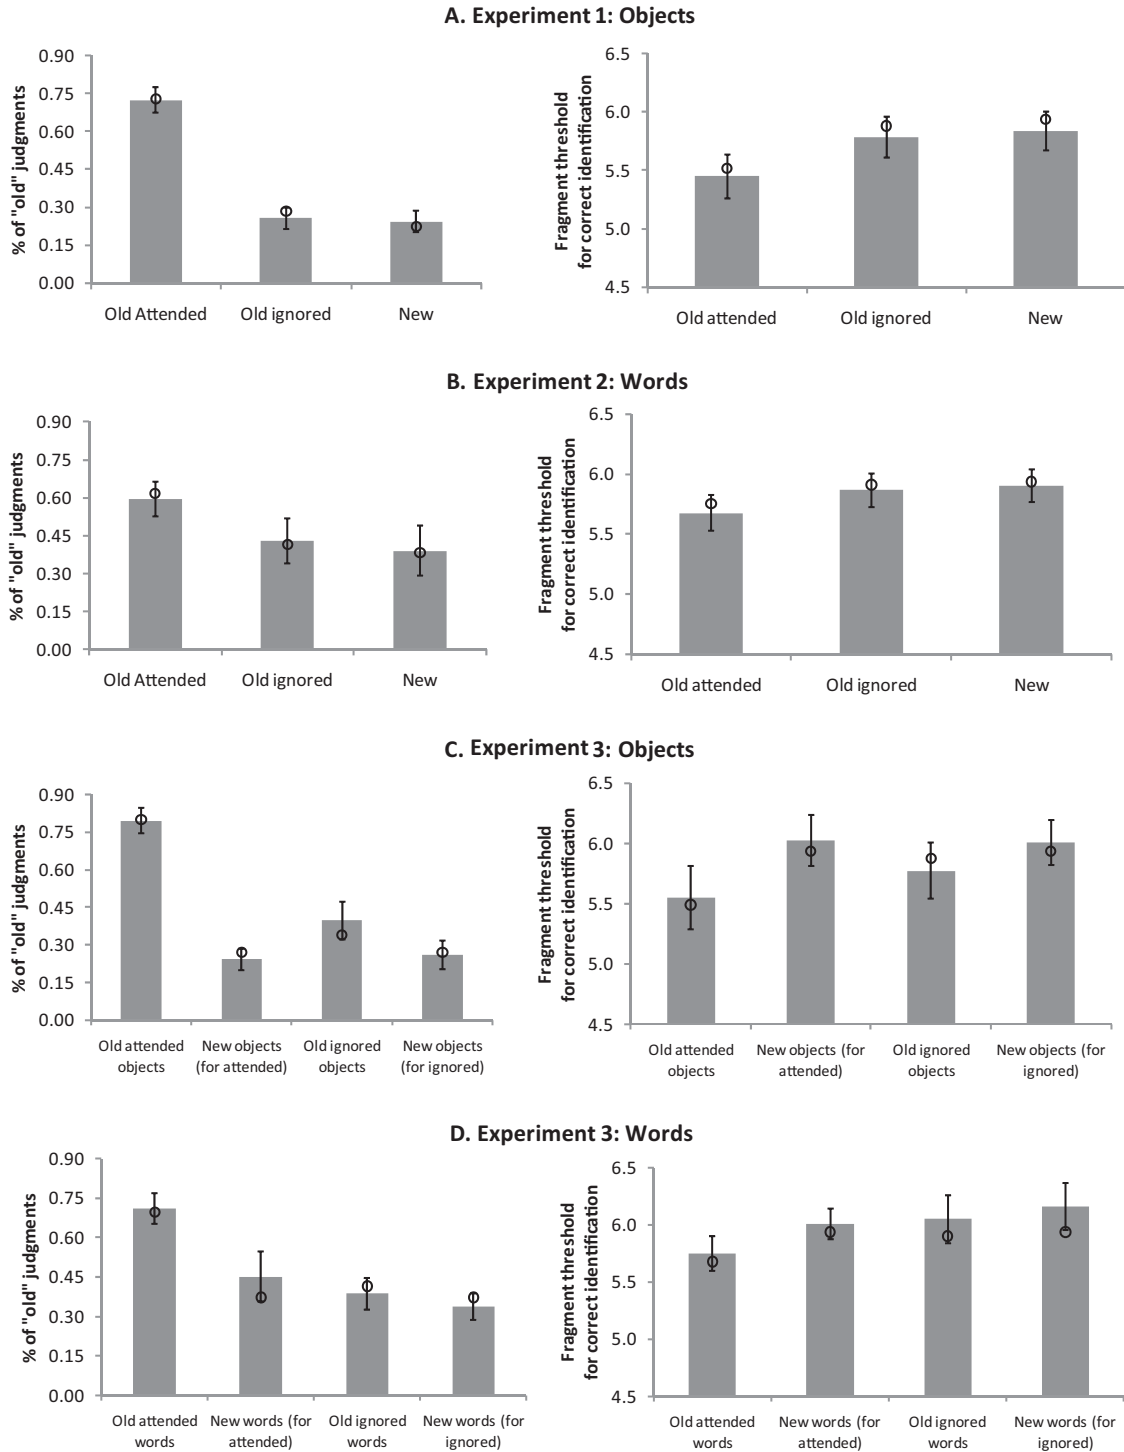 A. Experiment 1: Objects
% of "old" judgments
0.90
0.75
0.60
0.45
0.30
0.15
0.00
Old Attended
Old ignored
New
Fragment threshold
for correct identification
6.5
6.0
5.5
5.0
4.5
Old attended
Old ignored
New
B. Experiment 2: Words
% of "old" judgments
0.90
0.75
0.60
0.45
0.30
0.15
0.00
Old Attended
Old ignored
New
Fragment threshold
for correct identification
6.5
6.0
5.5
5.0
4.5
Old attended
Old ignored
New
C. Experiment 3: Objects
% of "old" judgments
0.90
0.75
0.60
0.45
0.30
0.15
0.00
Old attended
objects
New objects
(for attended)
Old ignored
objects
New objects
(for ignored)
Fragment threshold
for correct identification
6.5
6.0
5.5
5.0
4.5
Old attended
objects
New objects (for
attended)
Old ignored
objects
New objects (for
ignored)
D. Experiment 3: Words
% of "old" judgments
0.90
0.75
0.60
0.45
0.30
0.15
0.00
Old attended
words
New words (for
attended)
Old ignored
words
New words (for
ignored)
Fragment threshold
for correct identification
6.5
6.0
5.5
5.0
4.5
Old attended
words
New words (for
attended)
Old ignored
words
New words (for
ignored)